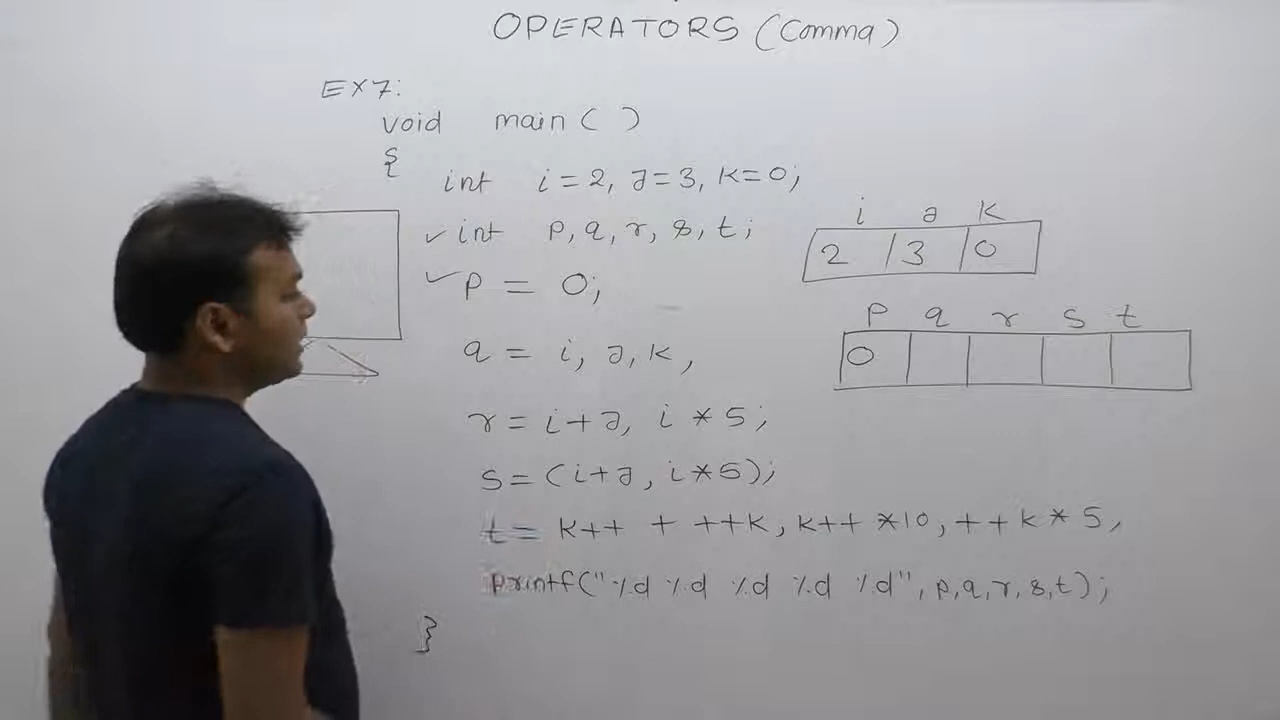 OPERATORS (Comma)
EX7:
void main( )
{
int i=2, j=3, k=0;
✓int p,q,r,s,t;
✓p = 0;
q = i, j, k,
r = i+j, i * 5;
s = (i+j, i*5);
t = k++ + ++k, k++ *10, ++k * 5,
printf("%d %d %d %d %d", p,q,r,s,t);
}
i j k
2 3 0
p q r s t
0